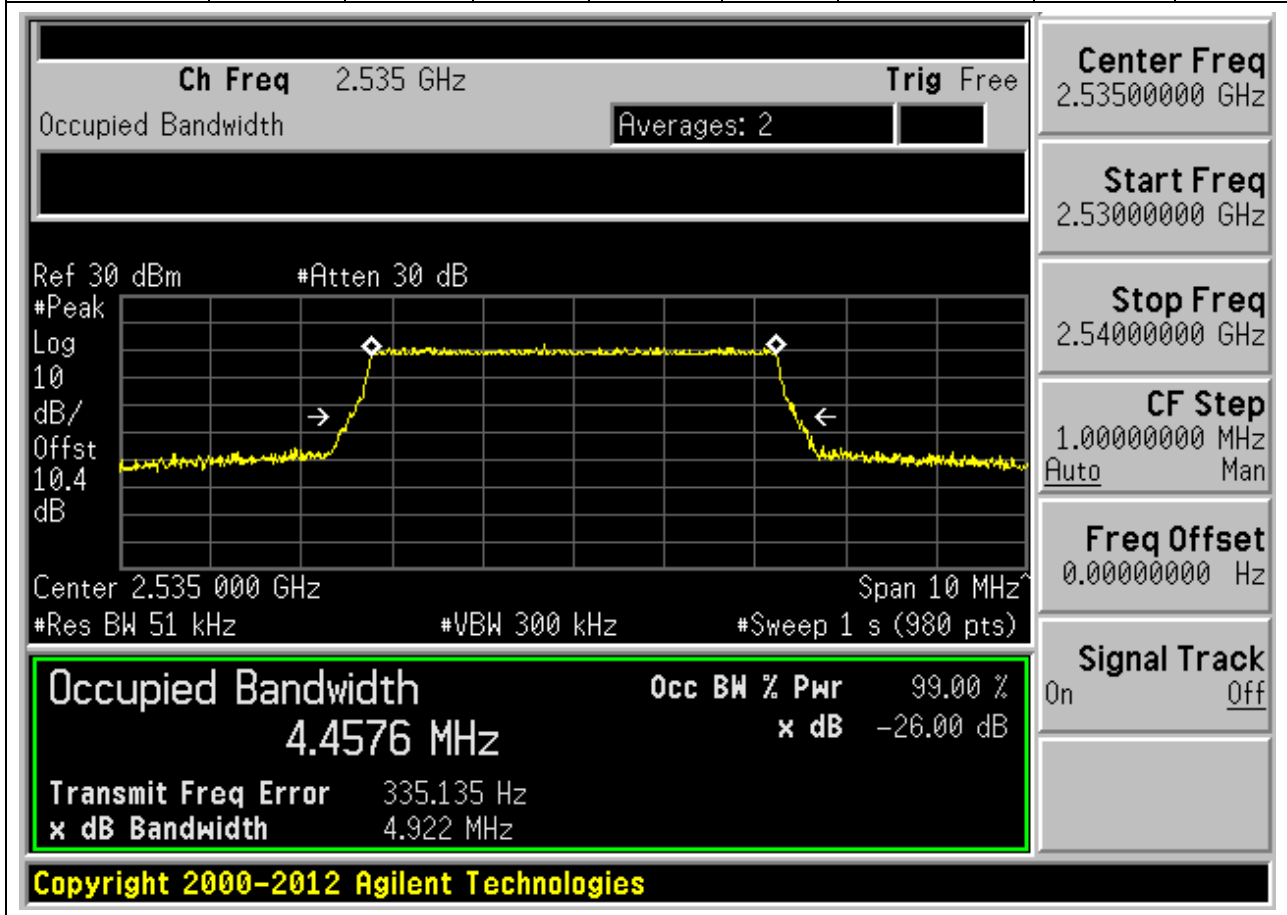 Ch Freq 2.535 GHz Trig Free
Occupied Bandwidth Averages: 2
Ref 30 dBm #Atten 30 dB
#Peak
Log
10
dB/
Offst
10.4
dB
Center 2.535 000 GHz Span 10 MHz^
#Res BW 51 kHz #VBW 300 kHz #Sweep 1 s (980 pts)
Occupied Bandwidth Occ BW % Pwr 99.00 %
4.4576 MHz x dB -26.00 dB
Transmit Freq Error 335.135 Hz
x dB Bandwidth 4.922 MHz
Copyright 2000-2012 Agilent Technologies
Center Freq
2.53500000 GHz
Start Freq
2.53000000 GHz
Stop Freq
2.54000000 GHz
CF Step
1.00000000 MHz
Auto Man
Freq Offset
0.00000000 Hz
Signal Track
On Off